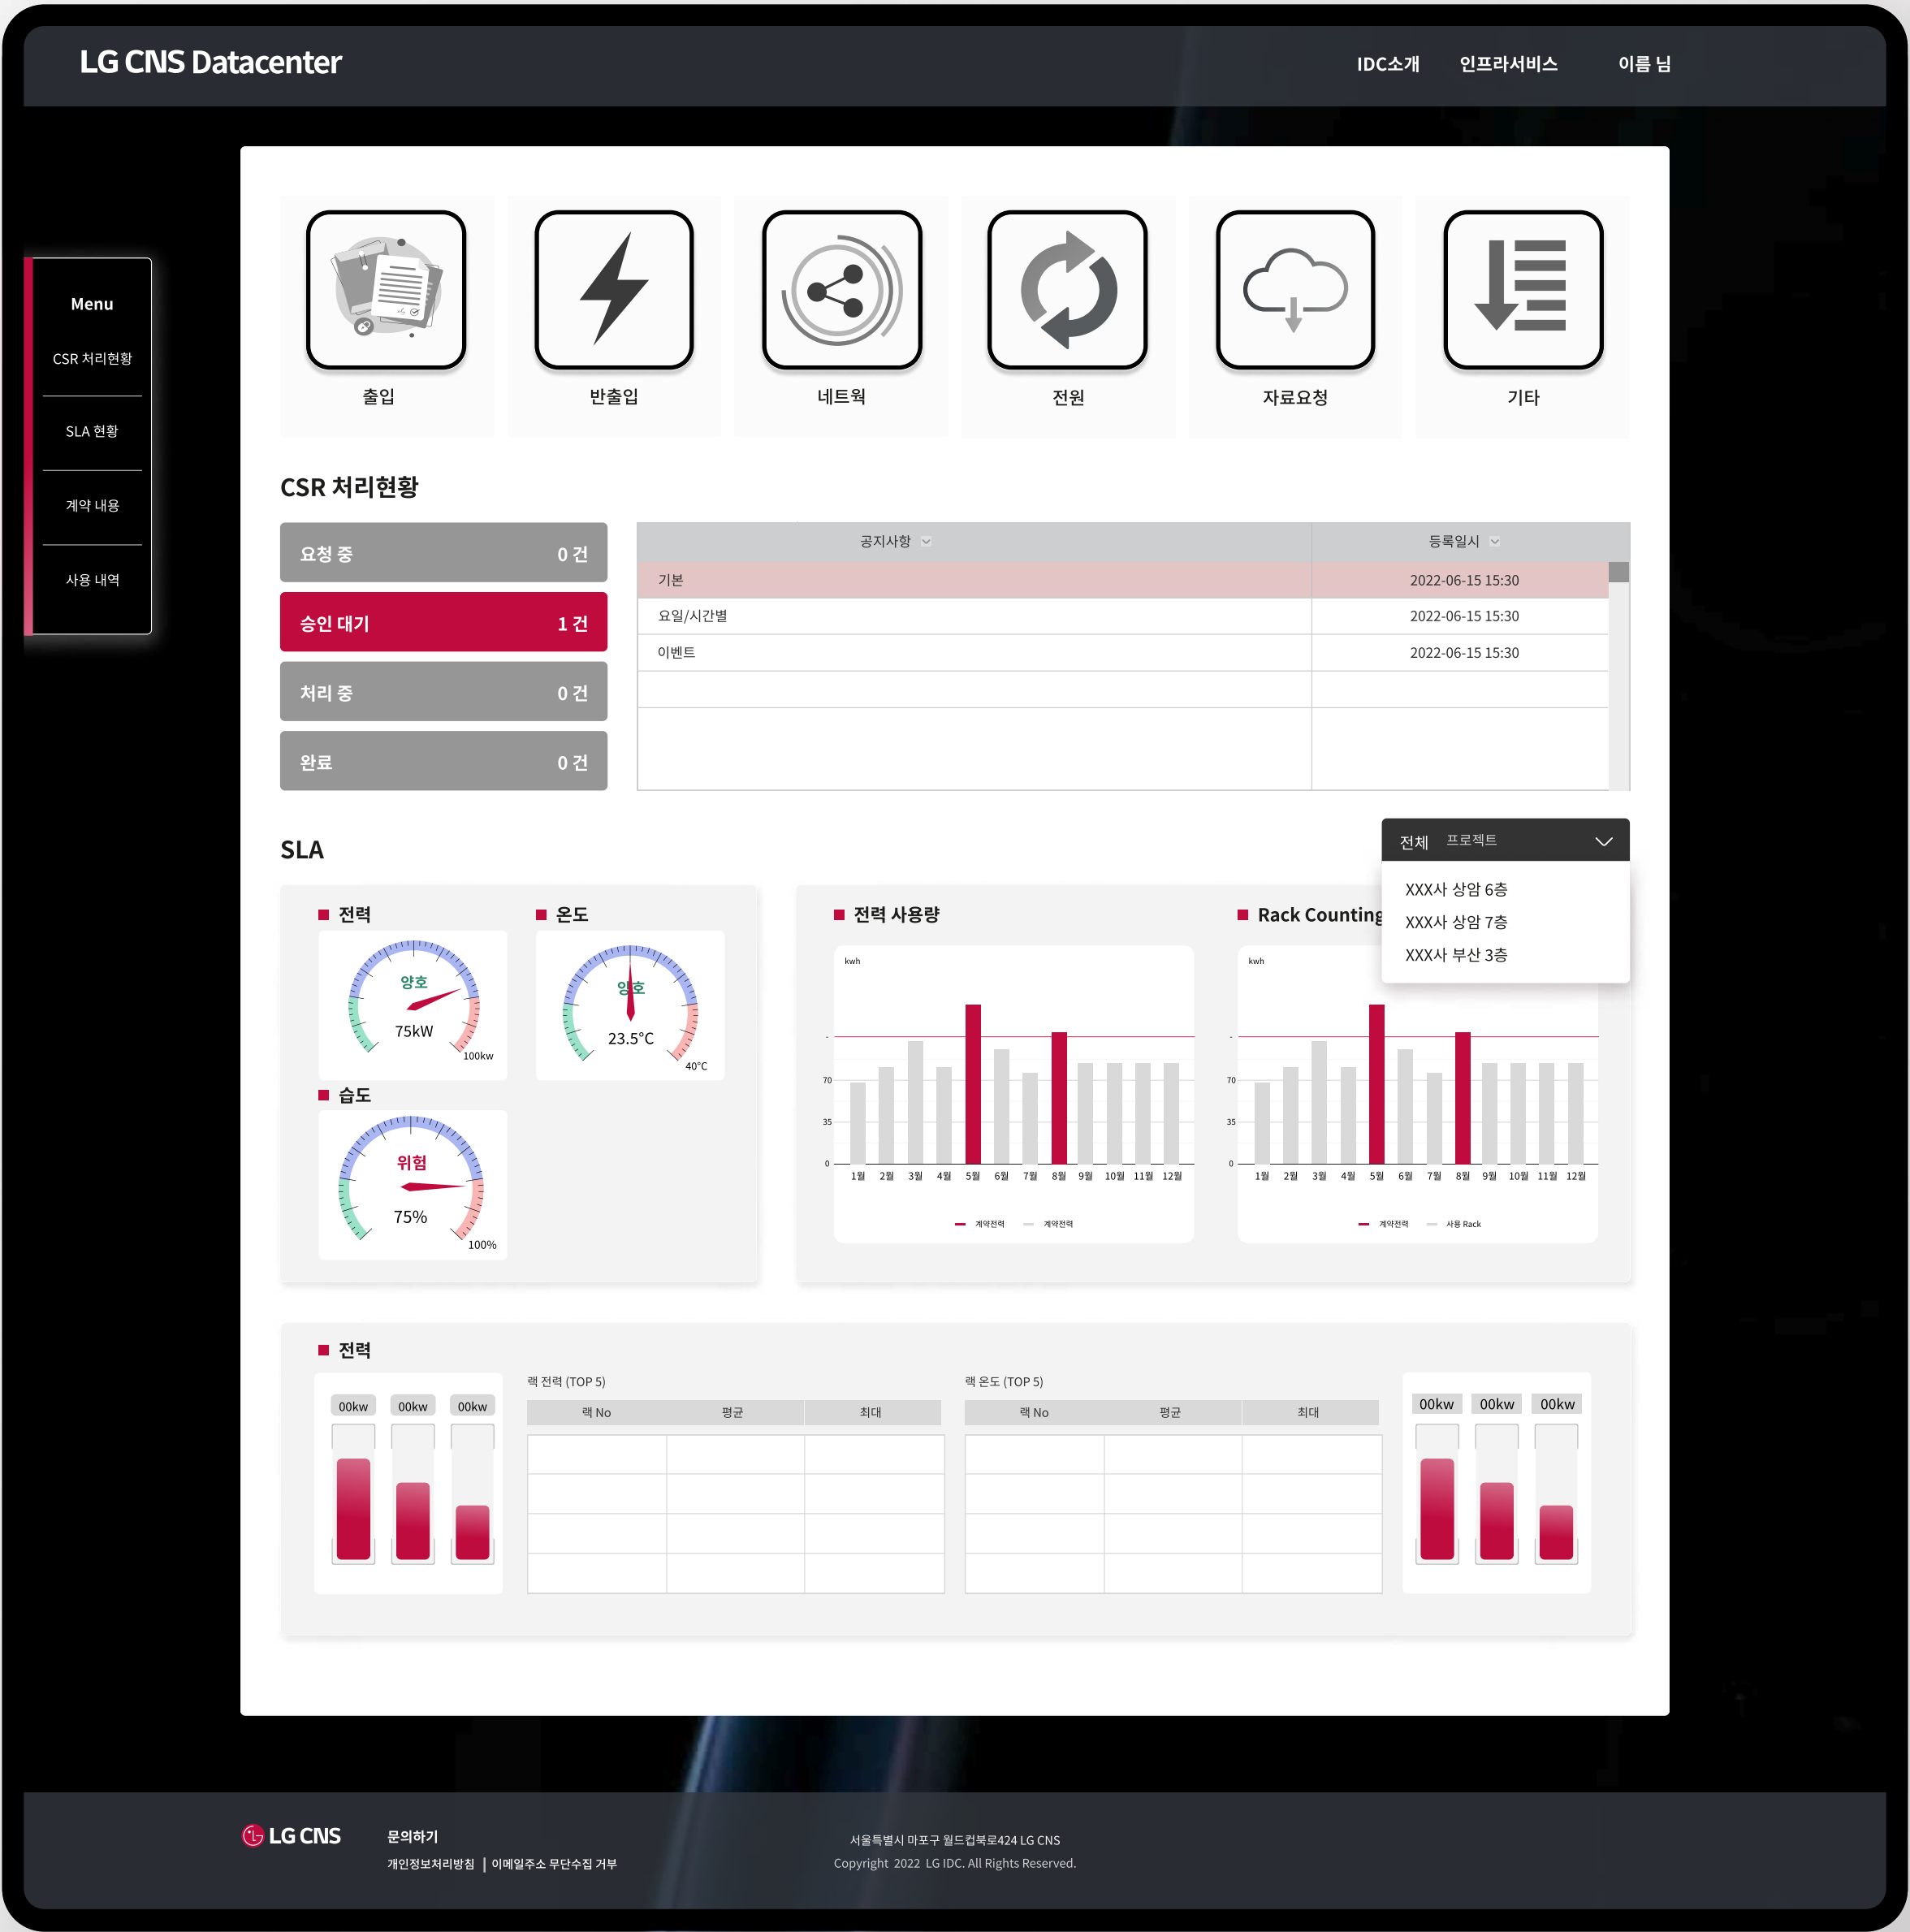 LG CNS Datacenter
IDC소개 인프라서비스 이름 님
Menu
CSR 처리현황
SLA 현황
계약 내용
사용 내역
출입 반출입 네트웍 전원 자료요청 기타
CSR 처리현황
요청 중 0 건
승인 대기 1 건
처리 중 0 건
완료 0 건
공지사항 등록일시
기본 2022-06-15 15:30
요일/시간별 2022-06-15 15:30
이벤트 2022-06-15 15:30
SLA
전체 프로젝트
XXX사 상암 6층
XXX사 상암 7층
XXX사 부산 3층
전력
양호
75kW
100kw
온도
양호
23.5°C
40°C
습도
위험
75%
100%
전력 사용량
kwh
-
70
35
0
1월 2월 3월 4월 5월 6월 7월 8월 9월 10월 11월 12월
계약전력 계약전력
Rack Counting
kwh
-
70
35
0
1월 2월 3월 4월 5월 6월 7월 8월 9월 10월 11월 12월
계약전력 사용 Rack
전력
00kw 00kw 00kw
랙 전력 (TOP 5)
랙 No 평균 최대
랙 온도 (TOP 5)
랙 No 평균 최대
00kw 00kw 00kw
LG CNS
문의하기
개인정보처리방침 | 이메일주소 무단수집 거부
서울특별시 마포구 월드컵북로424 LG CNS
Copyright 2022 LG IDC. All Rights Reserved.